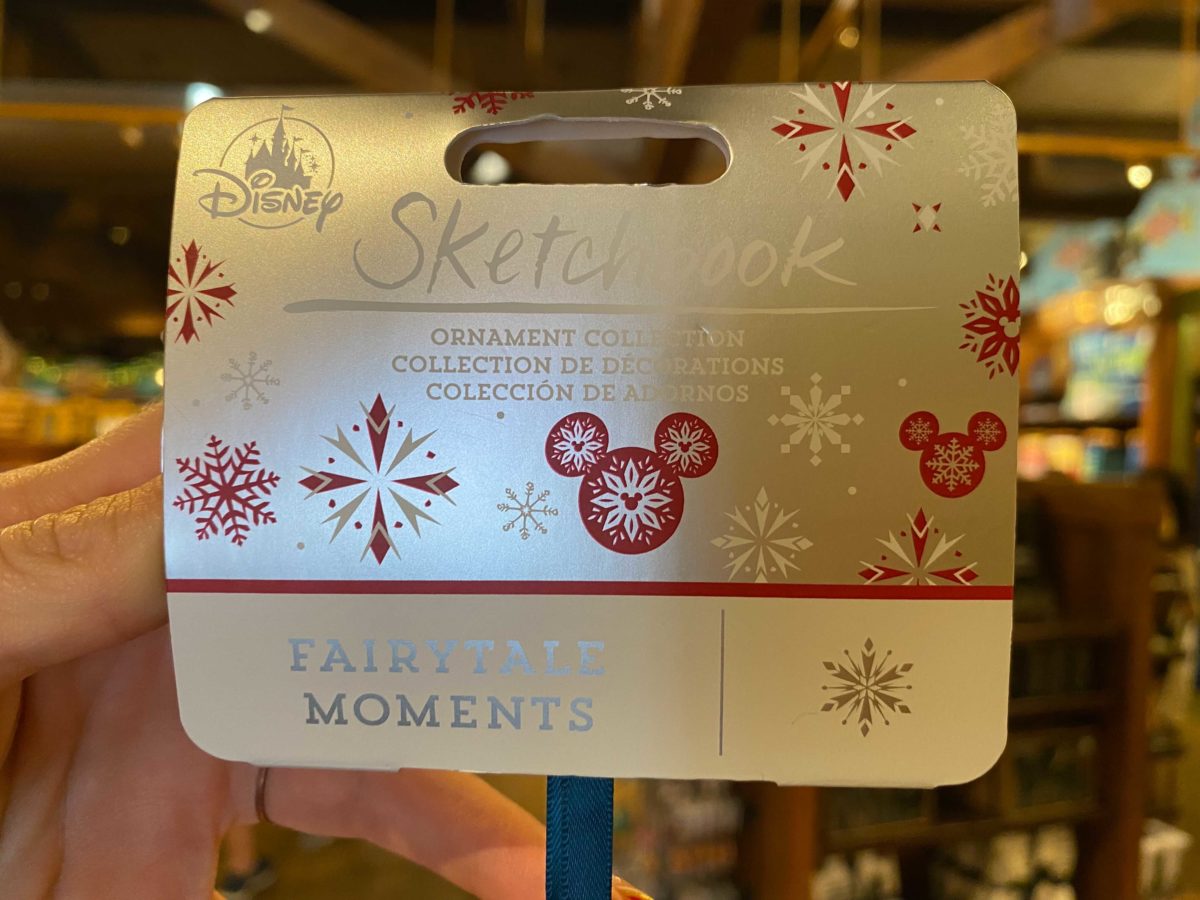 Disney
Sketchbook
ORNAMENT COLLECTION
COLLECTION DE DÉCORATIONS
COLECCIÓN DE ADORNOS
FAIRYTALE
MOMENTS